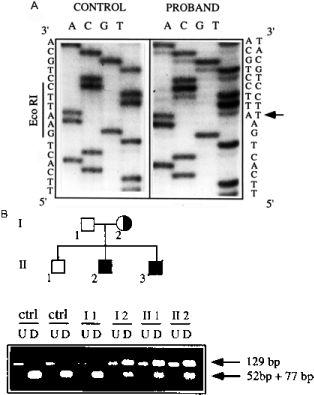 A
CONTROL PROBAND
A C G T A C G T
3'
3'
Eco RI
A C G T C C T T A A G T C A C T T
A C G T C C T T A
T A C G T C C T T A G T C A C T T
5'
5'
B
I
1 2
II
1 2 3
ctrl ctrl I 1 I 2 II 1 II 2
U D U D U D U D U D U D
129 bp
52bp + 77 bp